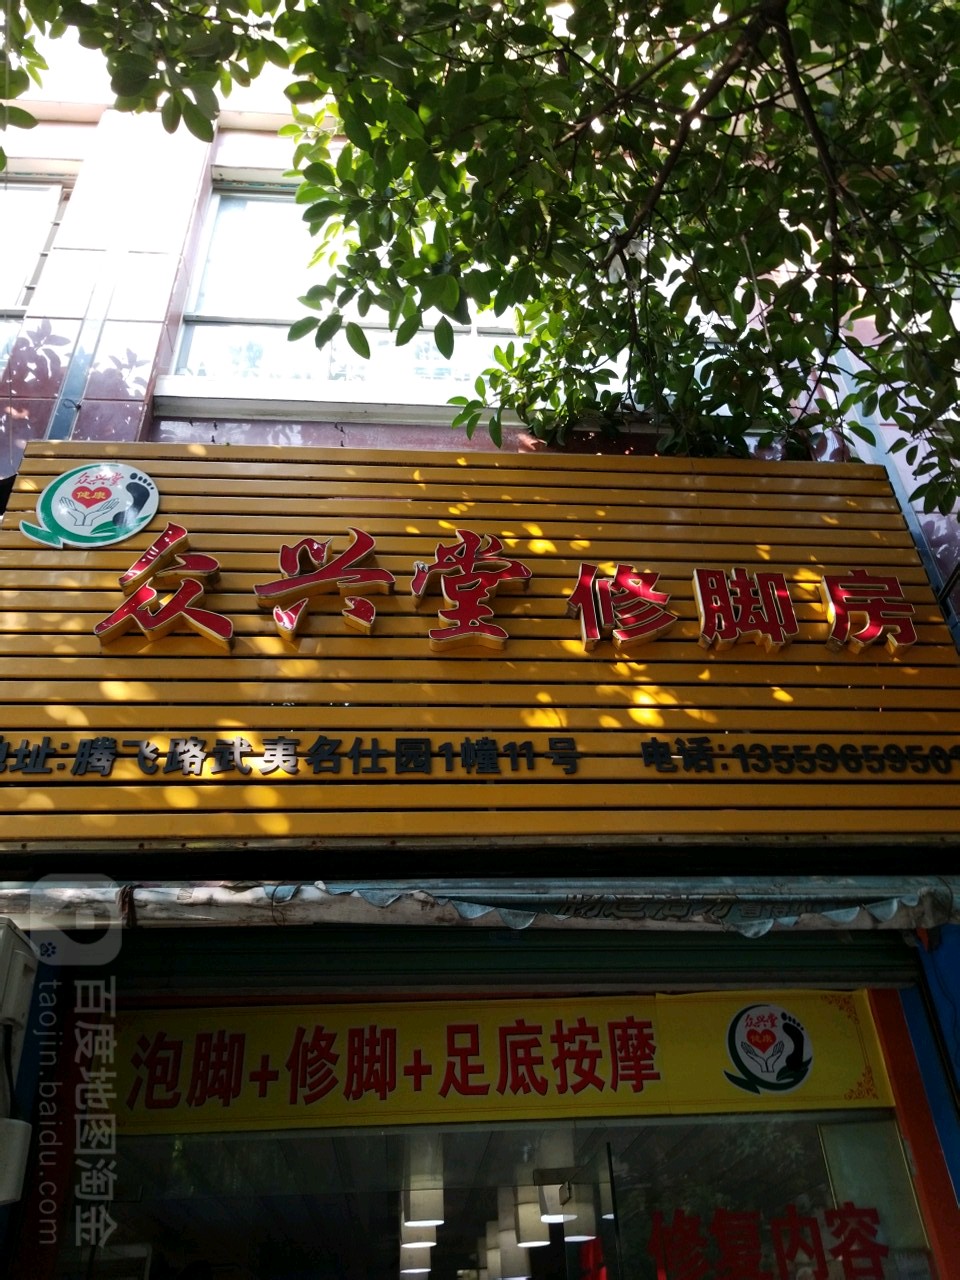 众兴堂
健康
众兴堂 修脚房
地址:腾飞路武夷名仕园1幢11号 电话:1355965950
泡脚+修脚+足底按摩
众兴堂
健康
修复内容
百度地图淘金
taojin.baidu.com